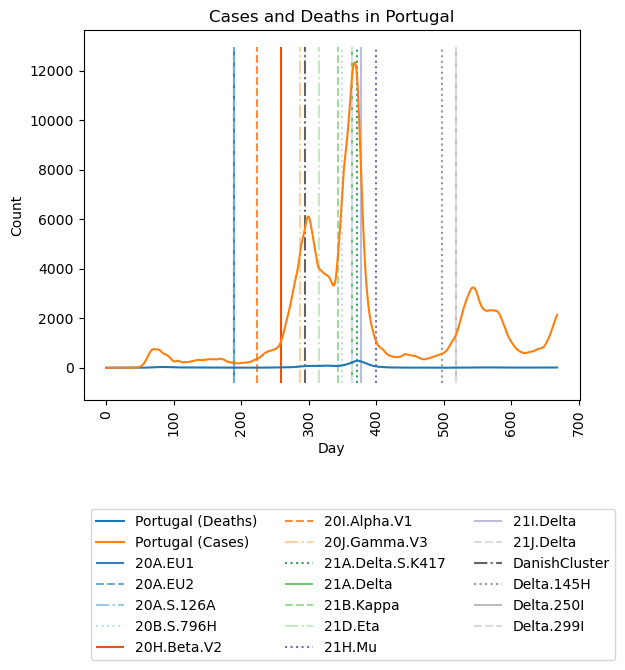 Cases and Deaths in Portugal
12000
10000
8000
6000
4000
2000
0
Count
0 100 200 300 400 500 600 700
Day
Portugal (Deaths) 20I.Alpha.V1 21I.Delta
Portugal (Cases) 20J.Gamma.V3 21J.Delta
20A.EU1 21A.Delta.S.K417 DanishCluster
20A.EU2 21A.Delta Delta.145H
20A.S.126A 21B.Kappa Delta.250I
20B.S.796H 21D.Eta Delta.299I
20H.Beta.V2 21H.Mu